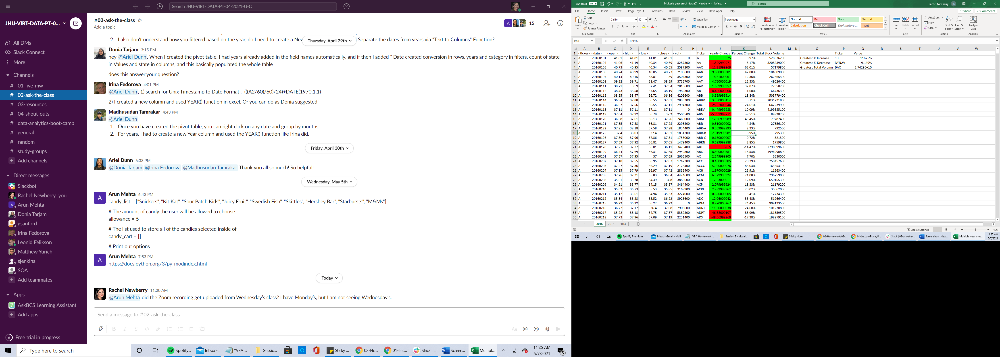 Search JHU-VIRT-DATA-PT-04-2021-U-C
JHU-VIRT-DATA-PT-0...
All DMs
Slack Connect
More
Channels
# 01-live-mw
# 02-ask-the-class
# 03-resources
# 04-shout-outs
# data-analytics-boot-camp
# general
# random
# study-groups
+ Add channels
Direct messages
Slackbot
Rachel Newberry you
Arun Mehta
Donia Tarjam
gsanford
Irina Fedorova
Leonid Felikson
Matthew Yurich
sjenkins
SOA
+ Add teammates
Apps
AskBCS Learning Assistant
+ Add apps
6 Free trial in progress
#02-ask-the-class
Add a topic
A 15
2. I also don't understand how you filtered based on the year, do I need to create a New
Thursday, April 29th
Separate the dates from years via "Text to Columns" Function?
Donia Tarjam 3:15 PM
hey @Ariel Dunn, When I created the pivot table, I had years already added in the field names automatically, and if then I added " Date created conversion in rows, years and category in filters, count of state
in Values and state in columns, and this basically populated the whole table
does this answer your question?
Irina Fedorova 4:01 PM
@Ariel Dunn, 1) search for Unix Timestamp to Date Format . (((A2/60)/60)/24)+DATE(1970,1,1)
2) I created a new column and used YEAR() function in excel. Or you can do as Donia suggested
Madhusudan Tamrakar 4:43 PM
@Ariel Dunn
1. Once you have created the pivot table, you can right click on any date and group by months.
2. For years, I had to create a new Year column and used the YEAR() function like Irina did.
Friday, April 30th
Ariel Dunn 6:33 PM
@Donia Tarjam @Irina Fedorova @Madhusudan Tamrakar Thank you all so much! So helpful!
Wednesday, May 5th
A Arun Mehta 6:42 PM
candy_list = ["Snickers", "Kit Kat", "Sour Patch Kids", "Juicy Fruit", "Swedish Fish", "Skittles", "Hershey Bar", "Starbursts", "M&Ms"]
# The amount of candy the user will be allowed to choose
allowance = 5
# The list used to store all of the candies selected inside of
candy_cart = []
# Print out options
A Arun Mehta 7:53 PM
https://docs.python.org/3/py-modindex.html
Today
Rachel Newberry 11:20 AM
@Arun Mehta did the Zoom recording get uploaded from Wednesday's class? I have Monday's, but I am not seeing Wednesday's.
Send a message to #02-ask-the-class
Type here to search
Spotify...
Inbox -...
*VBA ...
Sessio...
Sticky ...
02-Ho...
01-Les...
Slack | ...
Screen...
Multipl...
11:25 AM
5/7/2021
5
AutoSave On
Multiple_year_stock_data (2)_Newberry - Saving...
Search
Rachel Newberry RN
File Home Insert Draw Page Layout Formulas Data Review View Developer Help
Share Comments
Paste Cut Copy Format Painter
Calibri 12
Wrap Text
Merge & Center
Percentage
Conditional Formatting
Format as Table
Normal Bad Good Neutral
Calculation Check Cell Explanatory ... Input
Insert Delete Format
AutoSum Fill Clear
Sort & Filter Find & Select
Analyze Data
Clipboard Font Alignment Number Styles Cells Editing Analysis
K18 fx 8.95%
A B C D E F G H I J K L M N O P Q R S T U V W
1 <ticker> <date> <open> <high> <low> <close> <vol> Ticker Yearly Change Percent Change Total Stock Volume Ticker Value
2 A 20160101 41.81 41.81 41.81 41.81 0 A 3.75 8.97% 528576200 Greatest % Increase SD 11675%
3 A 20160104 41.06 41.19 40.34 40.69 3287300 AA -1.529999971 -5.17% 5208239000 Greatest % Decrease DYN.W -91.49%
4 A 20160105 40.73 40.95 40.34 40.55 2587200 AAC -11.81999969 -62.01% 57179800 Greatest Total Volume BAC 2.7429E+10
5 A 20160106 40.24 40.99 40.05 40.73 2103600 AAN 9.600000381 42.88% 184809000
6 A 20160107 40.14 40.15 38.81 39 3504300 AAP 18.61000061 12.36% 262665300
7 A 20160108 39.22 39.71 38.47 38.59 3736700 AAT 4.730000019 12.33% 49026400
8 A 20160111 38.71 38.9 37.41 37.94 2818600 AAV 1.669999957 32.87% 27358200
9 A 20160112 38.43 38.58 37.65 38.19 1989300 AB -1.68% 64736300
10 A 20160113 38.35 38.47 36.72 36.86 4206600 ABB 3.339999914 18.84% 503779400
11 A 20160114 36.94 37.88 36.55 37.61 2893300 ABBV 3.380000114 5.71% 2034231800
12 A 20160115 36.67 37.56 36.55 37.11 2994300 ABC -25.52000046 -24.61% 647239900
13 A 20160118 37.11 37.11 37.11 37.11 0 ABEV 0.449999988 10.09% 4199335100
14 A 20160119 37.64 37.92 36.79 37.2 2506500 ABG -5.739999771 -8.51% 89828200
15 A 20160120 36.68 37.61 36.13 37.26 2469000 ABM 12.36999989 43.45% 79787400
16 A 20160121 37.35 37.83 36.81 37.23 2298300 ABR 0.310000002 4.34% 27556100
17 A 20160122 37.91 38.18 37.58 37.98 1834400 ABR-A 0.569999993 2.33% 792500
18 A 20160125 37.4 38.03 37.4 37.61 1831200 ABR-B 2.019999981 8.95% 795300
19 A 20160126 37.89 37.96 37.36 37.51 1755000 ABR-C 0.180000007 0.72% 521300
20 A 20160127 37.39 37.92 36.81 37.05 1479400 ABRN 0.699999988 2.85% 1759800
21 A 20160128 37.27 37.27 36.01 36.11 3479400 ABT -6.5 -14.47% 2298099600
22 A 20160129 36.44 37.69 36.31 37.65 2959800 ABX 8.600000381 116.53% 4996990800
23 A 20160201 37.37 37.95 37 37.69 2666500 AC 2.349999905 7.70% 6530000
24 A 20160202 37.18 37.55 36.95 37.07 1742300 ACC 8.430000305 20.39% 258457600
25 A 20160203 37.27 37.36 36.29 37.19 2128400 ACCO 5.920000076 83.03% 163653100
26 A 20160204 37.15 37.79 36.97 37.42 2833400 ACH 1.970000029 23.91% 11563400
27 A 20160205 37.26 37.31 35.83 36.04 4424600 ACM 6.329999924 21.08% 296759000
28 A 20160208 35.61 35.78 34.39 34.8 3888600 ACN 12.63000011 12.09% 650155300
29 A 20160209 34.21 35.77 34.15 35.37 3464400 ACP 2.079999924 18.33% 21179200
30 A 20160210 35.63 36.73 35.53 35.85 3169900 ACRE 2.289999962 20.02% 35062000
31 A 20160211 35.12 35.61 34.94 35.33 3224000 ACV 0.620000005 3.41% 12734300
32 A 20160212 35.84 36.23 35.52 36.22 3923600 ADC 12.06000042 35.48% 51966400
33 A 20160215 36.22 36.22 36.22 36.22 0 ADM 8.970000267 24.45% 909133500
34 A 20160216 36.72 37.17 36.4 37.08 2903600 ADNT 11.60000038 24.68% 101270800
35 A 20160217 35.22 38.13 34.75 37.87 5382300 ADPT -46.88000107 -85.99% 181359500
36 A 20160218 37.73 37.96 37.09 37.19 2231400 ADS -48.06999969 -17.38% 198979100
2016 2015 2014
Display Settings 100%
Spotify Premium
Inbox - Gmail - Mail
*VBA Homework ...
Session 2 - Visual ...
Sticky Notes
02-Homework/02-...
01-Lesson-Plans/0...
Slack | 02-ask-the-...
Screenshots_New...
Multiple_year_stoc...
11:25 AM
5/7/2021